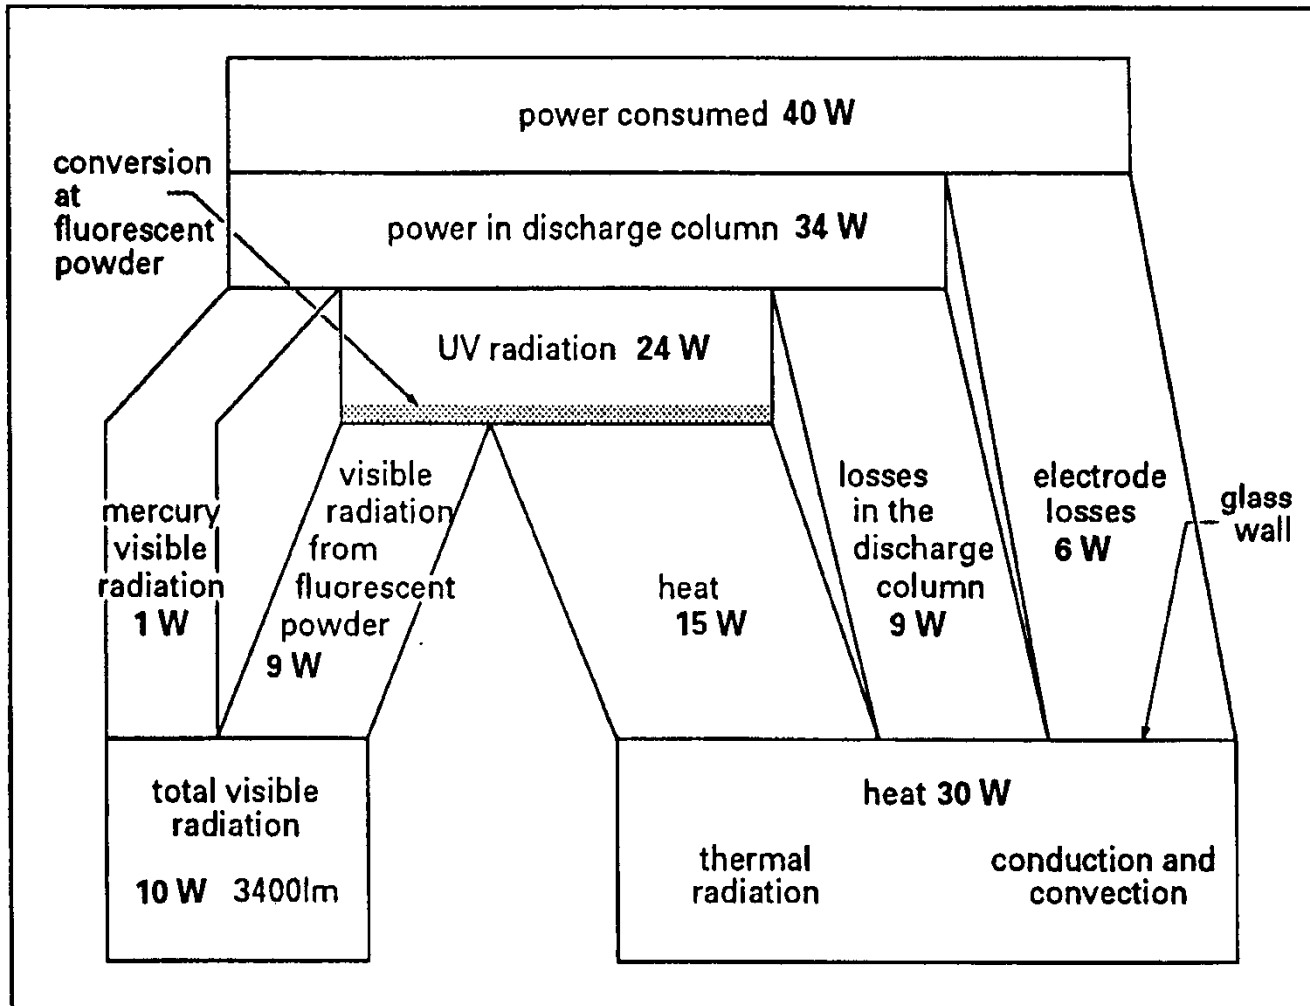 power consumed 40 W
conversion
at
fluorescent
powder
power in discharge column 34 W
UV radiation 24 W
mercury
visible
radiation
1 W
visible
radiation
from
fluorescent
powder
9 W
heat
15 W
losses
in the
discharge
column
9 W
electrode
losses
6 W
glass
wall
total visible
radiation
10 W 3400lm
heat 30 W
thermal
radiation
conduction and
convection